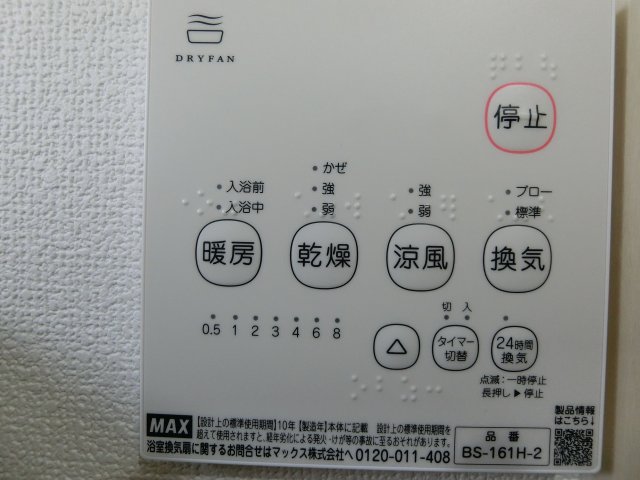 DRYFAN
停止
かぜ
入浴前 強 強 ブロー
入浴中 弱 弱 標準
暖房 乾燥 涼風 換気
切 入
0.5 1 2 3 4 6 8
△ タイマー切替 24時間換気
点滅:一時停止
長押し▶停止
製品情報はこちら↓
MAX 【設計上の標準使用期間】10年【製造年】本体に記載 設計上の標準使用期間を
超えて使用されますと、経年劣化による発火・けが等の事故に至るおそれがあります。
浴室換気扇に関するお問合せはマックス株式会社へ 0120-011-408
品番
BS-161H-2